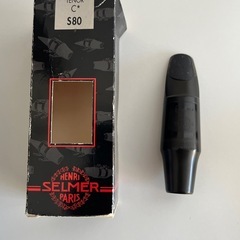 TENOR
C*
S80
HENRI
SELMER
PARIS